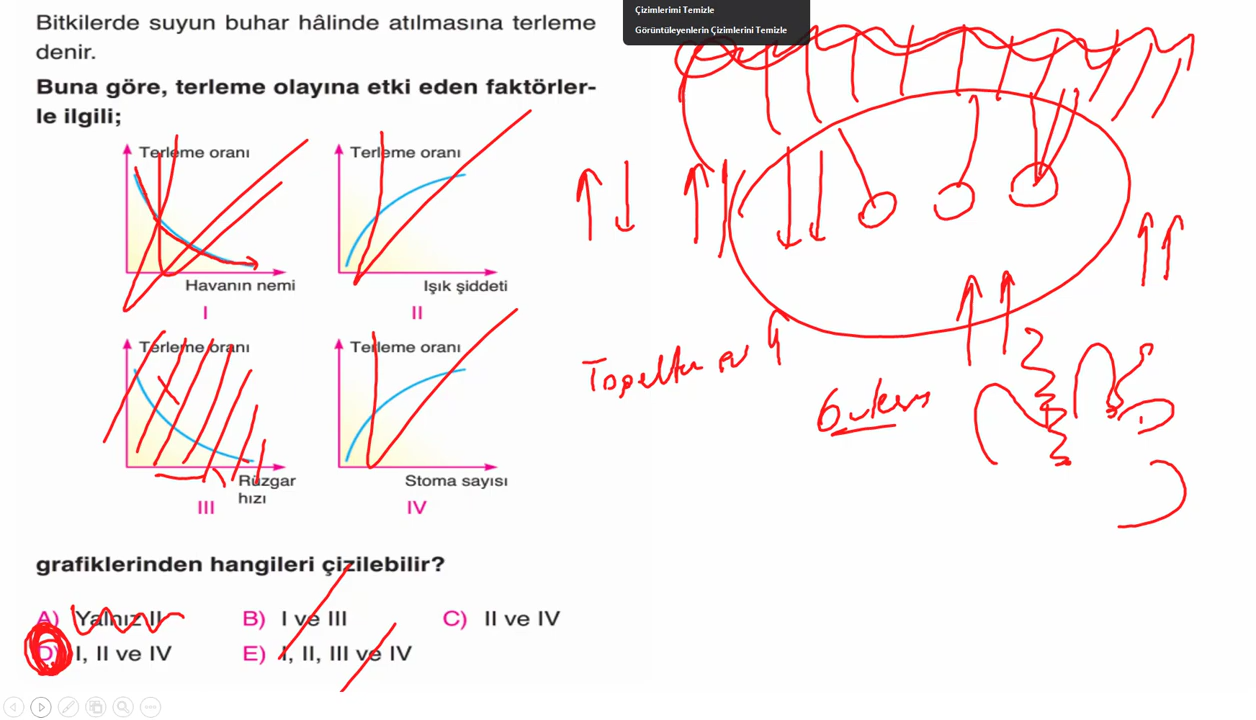 Çizimlerimi Temizle
Görüntüleyenlerin Çizimlerini Temizle
Bitkilerde suyun buhar hâlinde atılmasına terleme
denir.
Buna göre, terleme olayına etki eden faktörler-
le ilgili;
Terleme oranı
Havanın nemi
I
Terleme oranı
Işık şiddeti
II
Terleme oranı
Rüzgar
hızı
III
Terleme oranı
Stoma sayısı
IV
grafiklerinden hangileri çizilebilir?
A) Yalnız II
B) I ve III
C) II ve IV
D) I, II ve IV
E) I, II, III ve IV